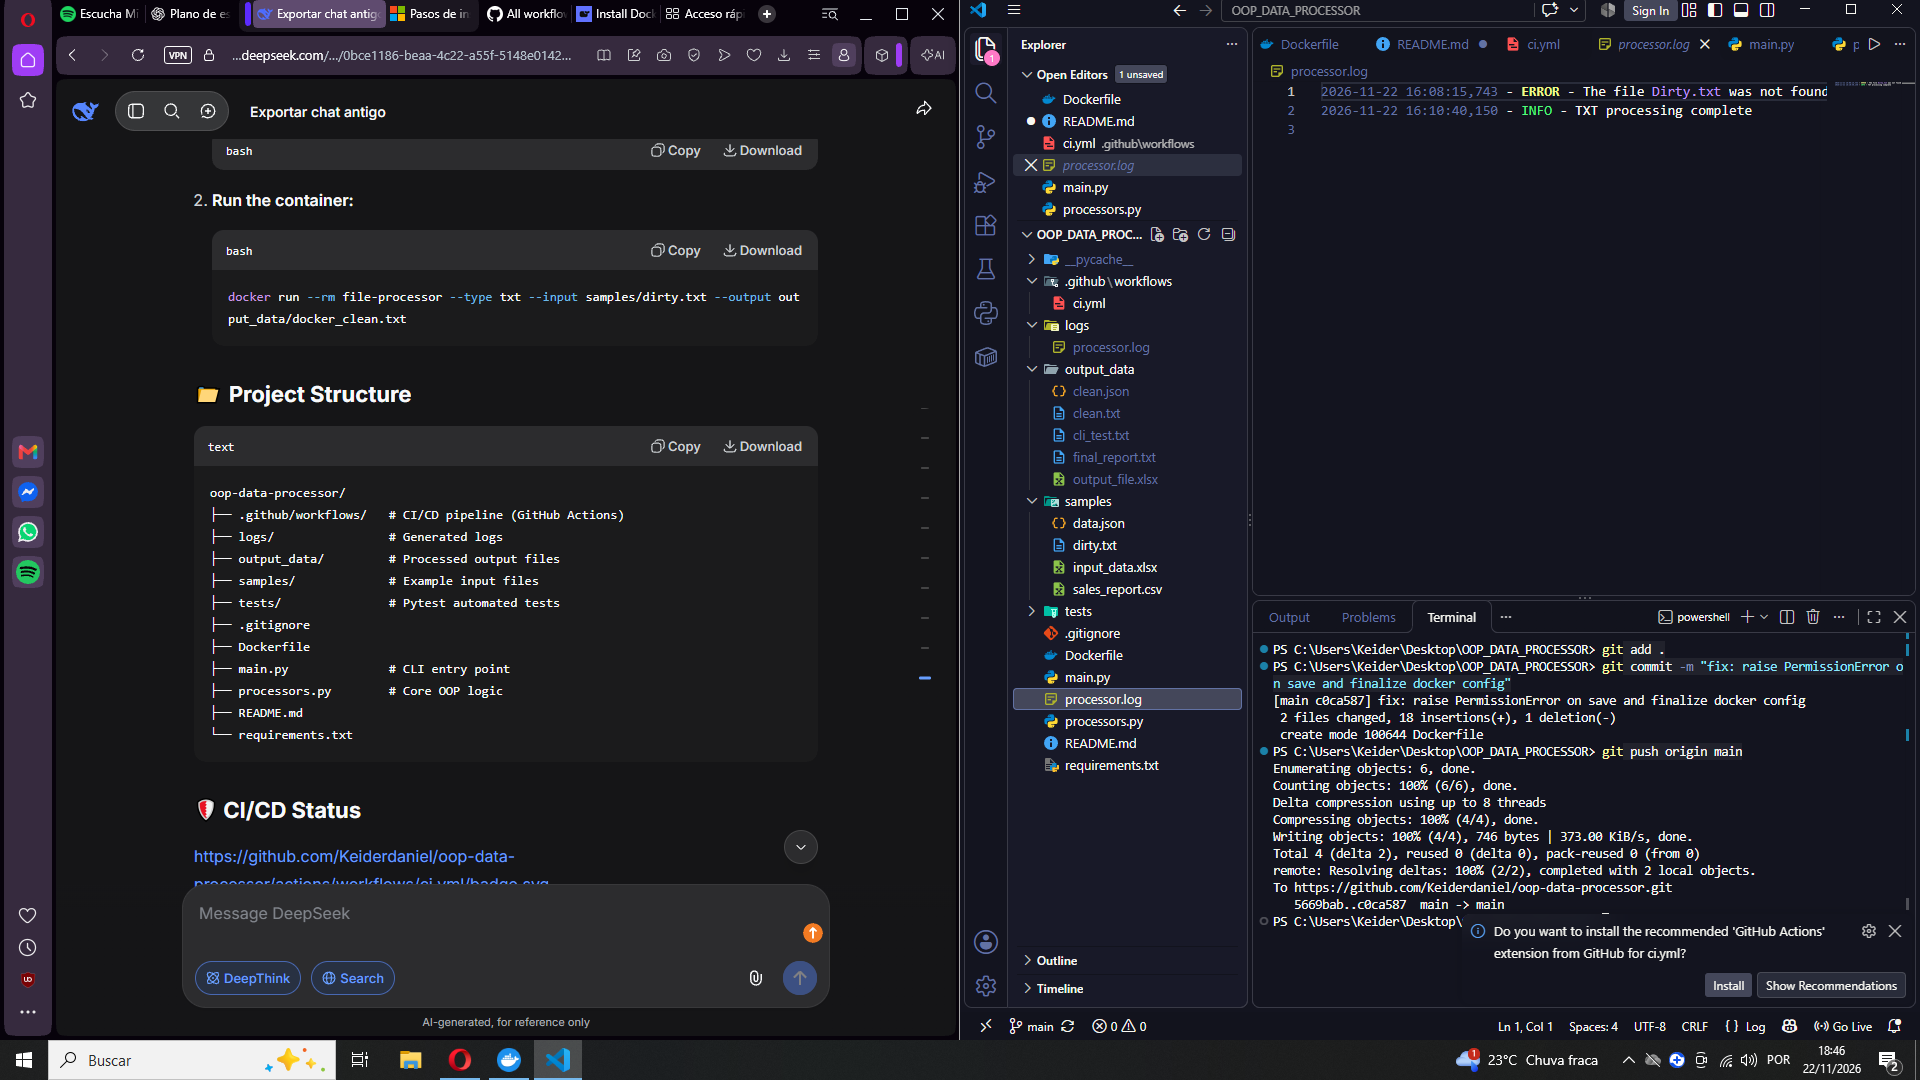 Escucha Mi
Plano de es
Exportar chat antigo
Pasos de in
All workflow
Install Doc
Acceso rápi
VPN
...deepseek.com/.../0bce1186-beaa-4c22-a55f-5148e0142...
AI
Exportar chat antigo
bash
Copy
Download
2. Run the container:
bash
Copy
Download
docker run --rm file-processor --type txt --input samples/dirty.txt --output out
put_data/docker_clean.txt
Project Structure
text
Copy
Download
oop-data-processor/
├── .github/workflows/   # CI/CD pipeline (GitHub Actions)
├── logs/                # Generated logs
├── output_data/         # Processed output files
├── samples/             # Example input files
├── tests/               # Pytest automated tests
├── .gitignore
├── Dockerfile
├── main.py              # CLI entry point
├── processors.py        # Core OOP logic
├── README.md
└── requirements.txt
CI/CD Status
https://github.com/Keiderdaniel/oop-data-
processor/actions/workflows/ci.yml/badge.svg
Message DeepSeek
DeepThink
Search
AI-generated, for reference only
OOP_DATA_PROCESSOR
Sign In
Explorer
1
Open Editors
1 unsaved
Dockerfile
README.md
ci.yml .github\workflows
processor.log
main.py
processors.py
OOP_DATA_PROC...
__pycache__
.github\workflows
ci.yml
logs
processor.log
output_data
clean.json
clean.txt
cli_test.txt
final_report.txt
output_file.xlsx
samples
data.json
dirty.txt
input_data.xlsx
sales_report.csv
tests
.gitignore
Dockerfile
main.py
processor.log
processors.py
README.md
requirements.txt
Outline
Timeline
Dockerfile
README.md
ci.yml
processor.log
main.py
p
processor.log
1 2026-11-22 16:08:15,743 - ERROR - The file Dirty.txt was not found
2 2026-11-22 16:10:40,150 - INFO - TXT processing complete
3
Output
Problems
Terminal
powershell
PS C:\Users\Keider\Desktop\OOP_DATA_PROCESSOR> git add .
PS C:\Users\Keider\Desktop\OOP_DATA_PROCESSOR> git commit -m "fix: raise PermissionError o
n save and finalize docker config"
[main c0ca587] fix: raise PermissionError on save and finalize docker config
2 files changed, 18 insertions(+), 1 deletion(-)
create mode 100644 Dockerfile
PS C:\Users\Keider\Desktop\OOP_DATA_PROCESSOR> git push origin main
Enumerating objects: 6, done.
Counting objects: 100% (6/6), done.
Delta compression using up to 8 threads
Compressing objects: 100% (4/4), done.
Writing objects: 100% (4/4), 746 bytes | 373.00 KiB/s, done.
Total 4 (delta 2), reused 0 (delta 0), pack-reused 0 (from 0)
remote: Resolving deltas: 100% (2/2), completed with 2 local objects.
To https://github.com/Keiderdaniel/oop-data-processor.git
5669bab..c0ca587  main -> main
PS C:\Users\Keider\Desktop\
Do you want to install the recommended 'GitHub Actions'
extension from GitHub for ci.yml?
Install
Show Recommendations
main
0
0
Ln 1, Col 1
Spaces: 4
UTF-8
CRLF
{ } Log
Go Live
Buscar
1
23°C Chuva fraca
POR
18:46
22/11/2026
2